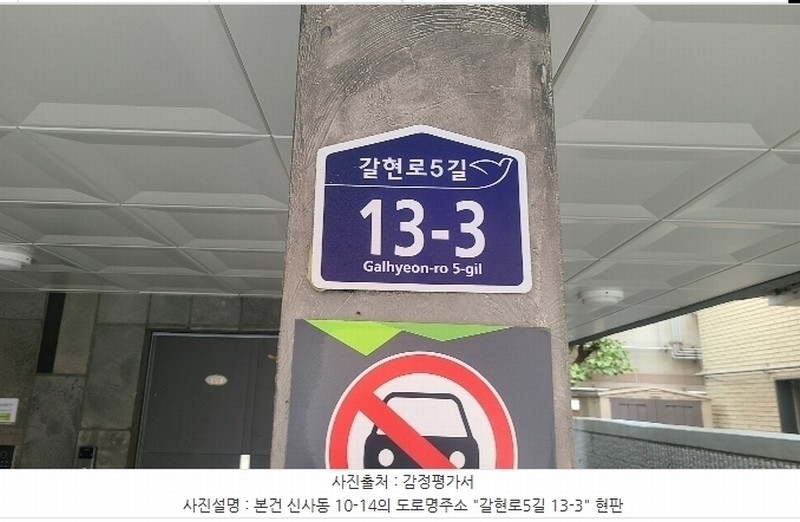 갈현로5길
13-3
Galhyeon-ro 5-gil
사진출처 : 감정평가서
사진설명 : 본건 신사동 10-14의 도로명주소 "갈현로5길 13-3" 현판